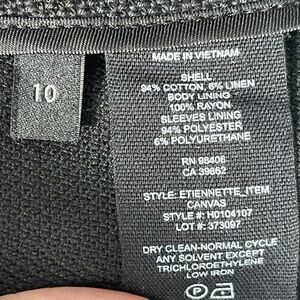 10
MADE IN VIETNAM
SHELL
94% COTTON, 6% LINEN
BODY LINING
100% RAYON
SLEEVES LINING
94% POLYESTER
6% POLYURETHANE
RN 98406
CA 39862
STYLE: ETIENNETTE_ITEM
CANVAS
STYLE #: H0104107
LOT #: 373097
DRY CLEAN-NORMAL CYCLE
ANY SOLVENT EXCEPT
TRICHLOROETHYLENE
LOW IRON